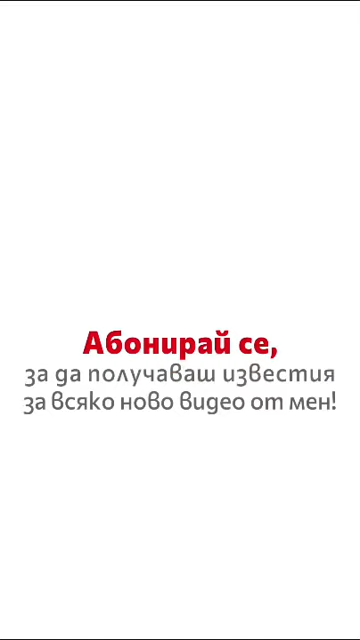 Абонирай се,
за да получаваш известия
за всяко ново видео от мен!